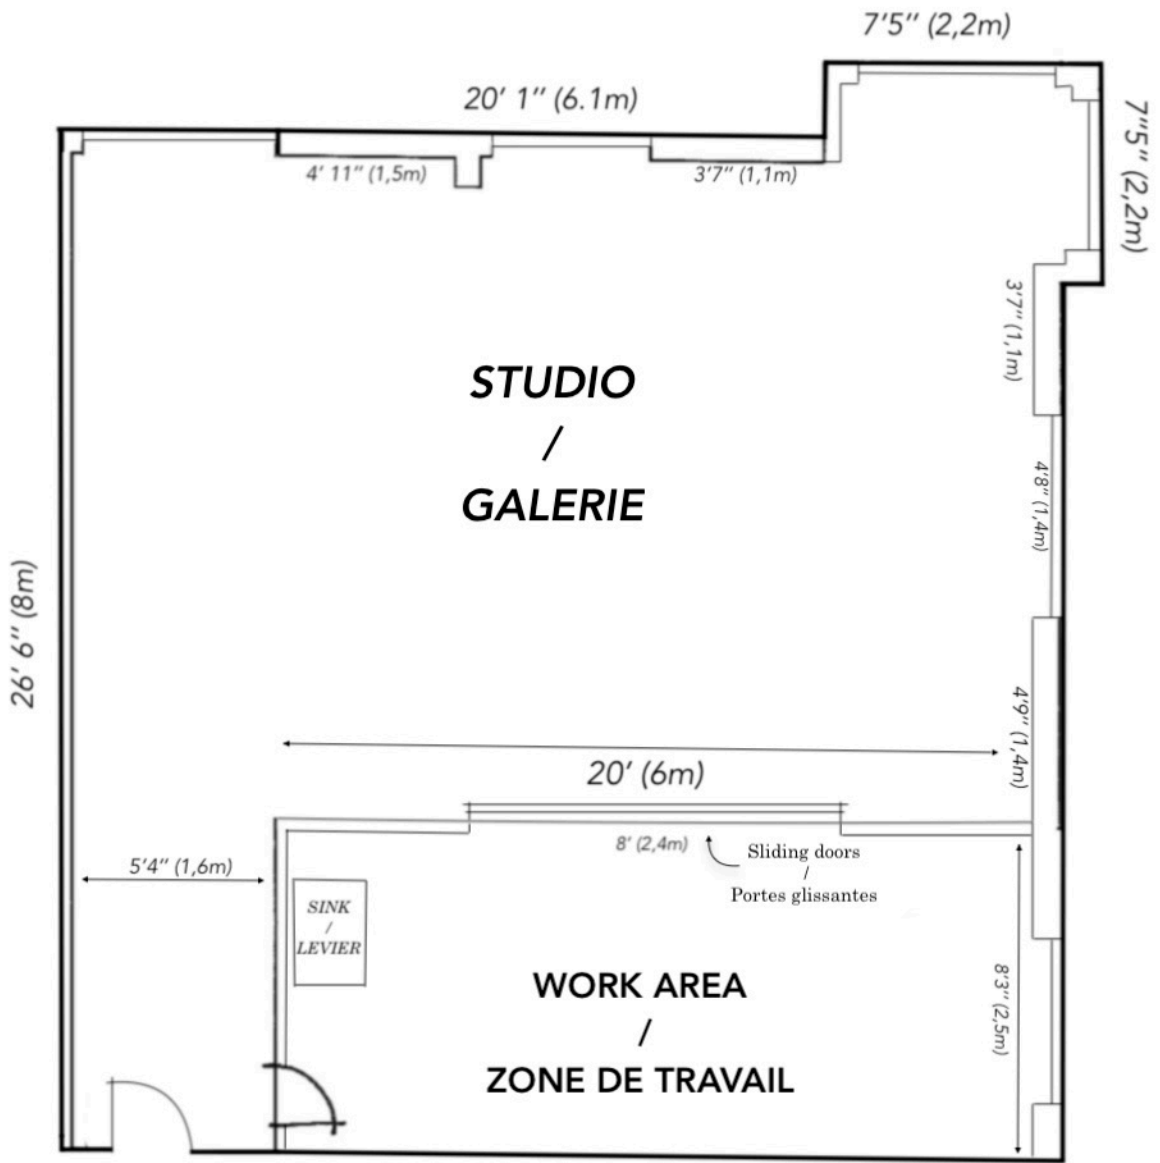 7'5" (2,2m)
20' 1" (6.1m)
7"5" (2,2m)
4' 11" (1,5m)
3'7" (1,1m)
3'7" (1,1m)
STUDIO
/
GALERIE
4'8" (1,4m)
26' 6" (8m)
4'9" (1,4m)
20' (6m)
8' (2,4m)
Sliding doors
/
Portes glissantes
5'4" (1,6m)
SINK
/
LEVIER
WORK AREA
/
ZONE DE TRAVAIL
8'3" (2,5m)